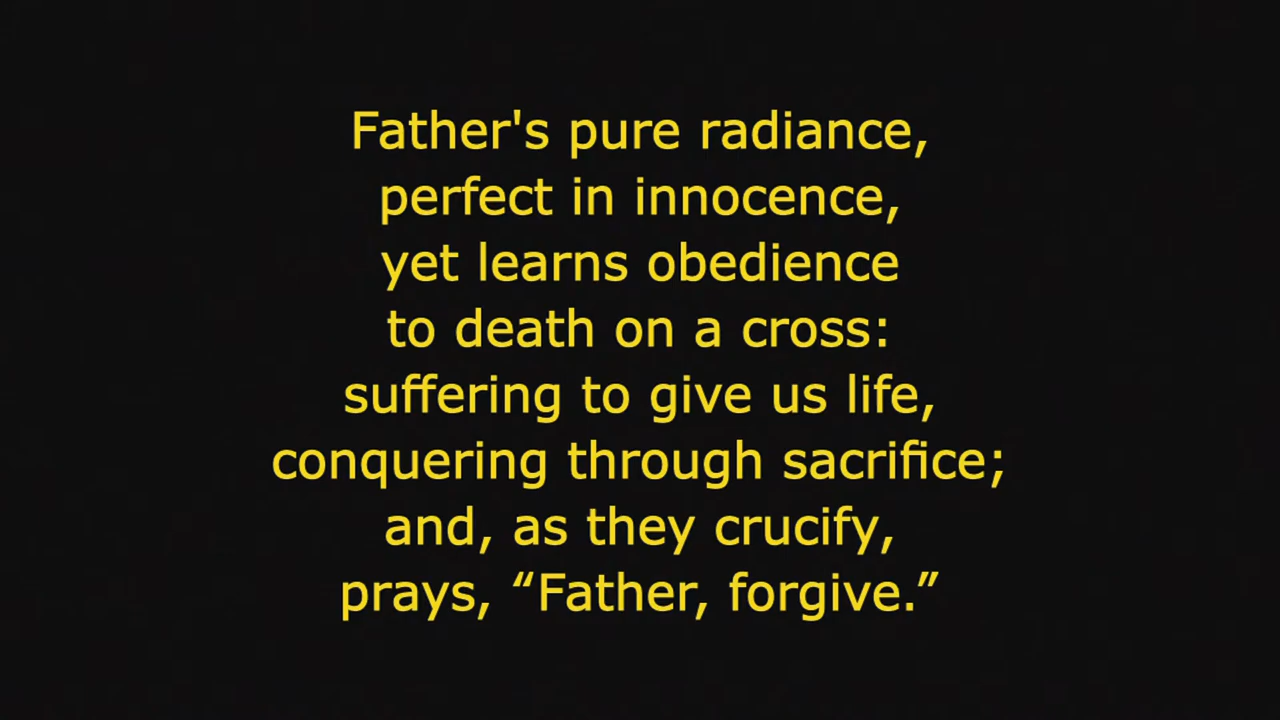 Father's pure radiance,
perfect in innocence,
yet learns obedience
to death on a cross:
suffering to give us life,
conquering through sacrifice;
and, as they crucify,
prays, “Father, forgive.”